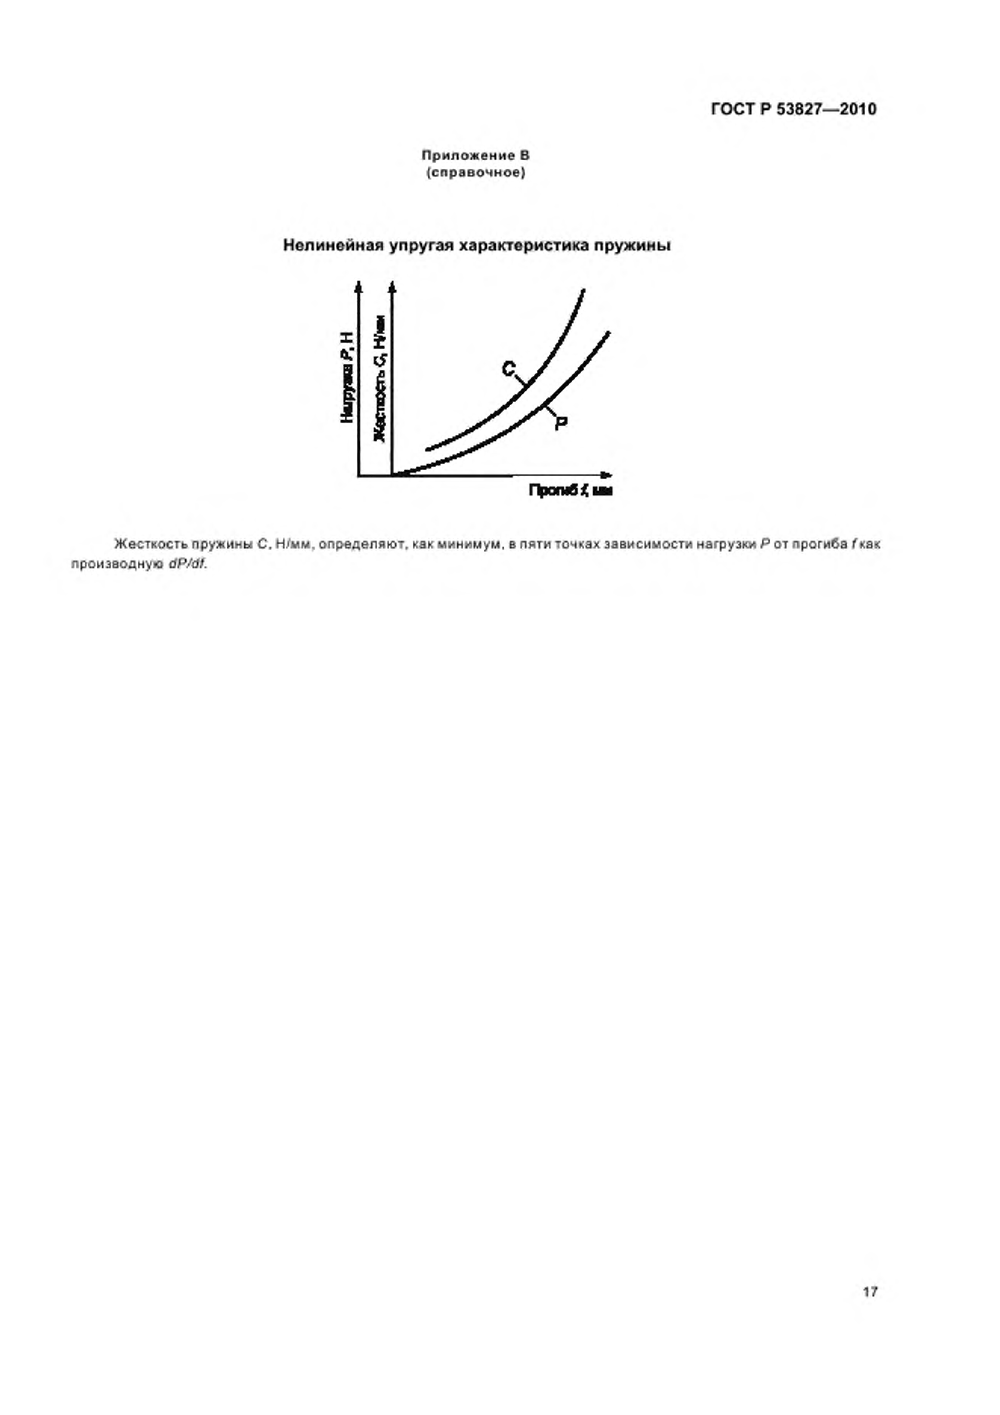 ГОСТ Р 53827—2010
Приложение В
(справочное)
Нелинейная упругая характеристика пружины
Нагрузка P, Н
Жесткость C, Н/мм
C
P
Прогиб f, мм
Жесткость пружины C, Н/мм, определяют, как минимум, в пяти точках зависимости нагрузки P от прогиба f как
производную dP/df.
17